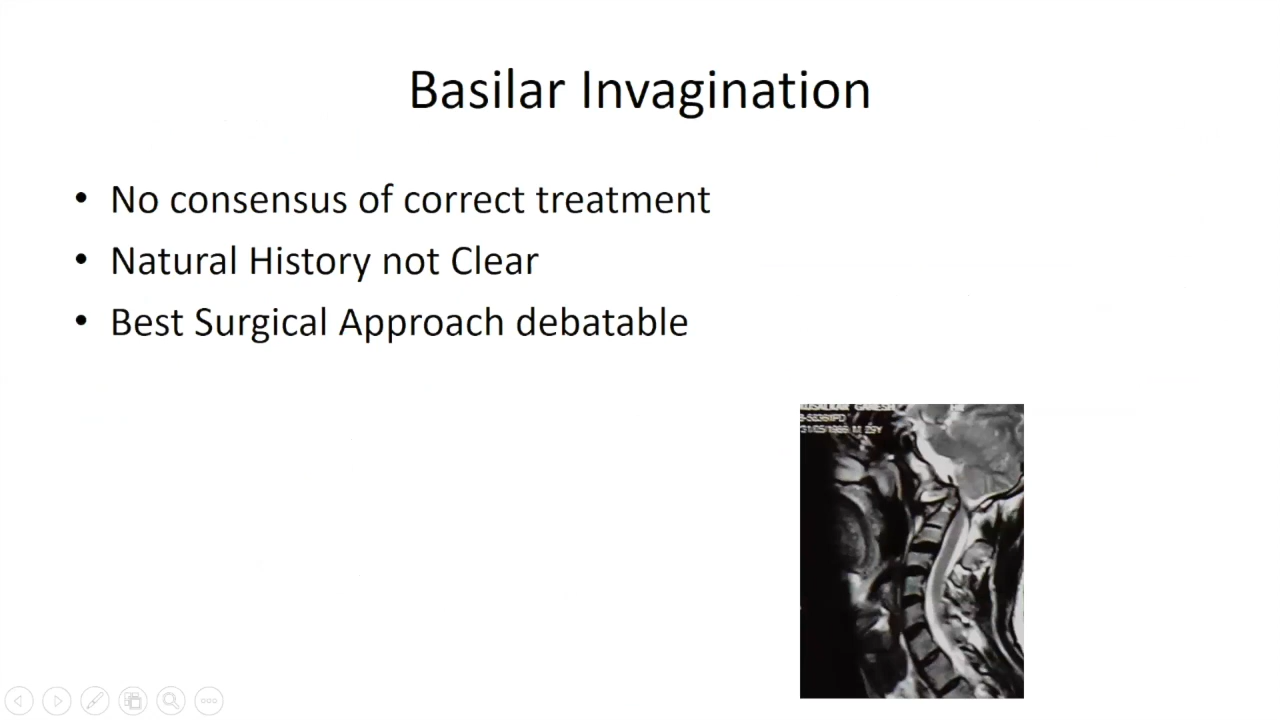 Basilar Invagination
• No consensus of correct treatment
• Natural History not Clear
• Best Surgical Approach debatable